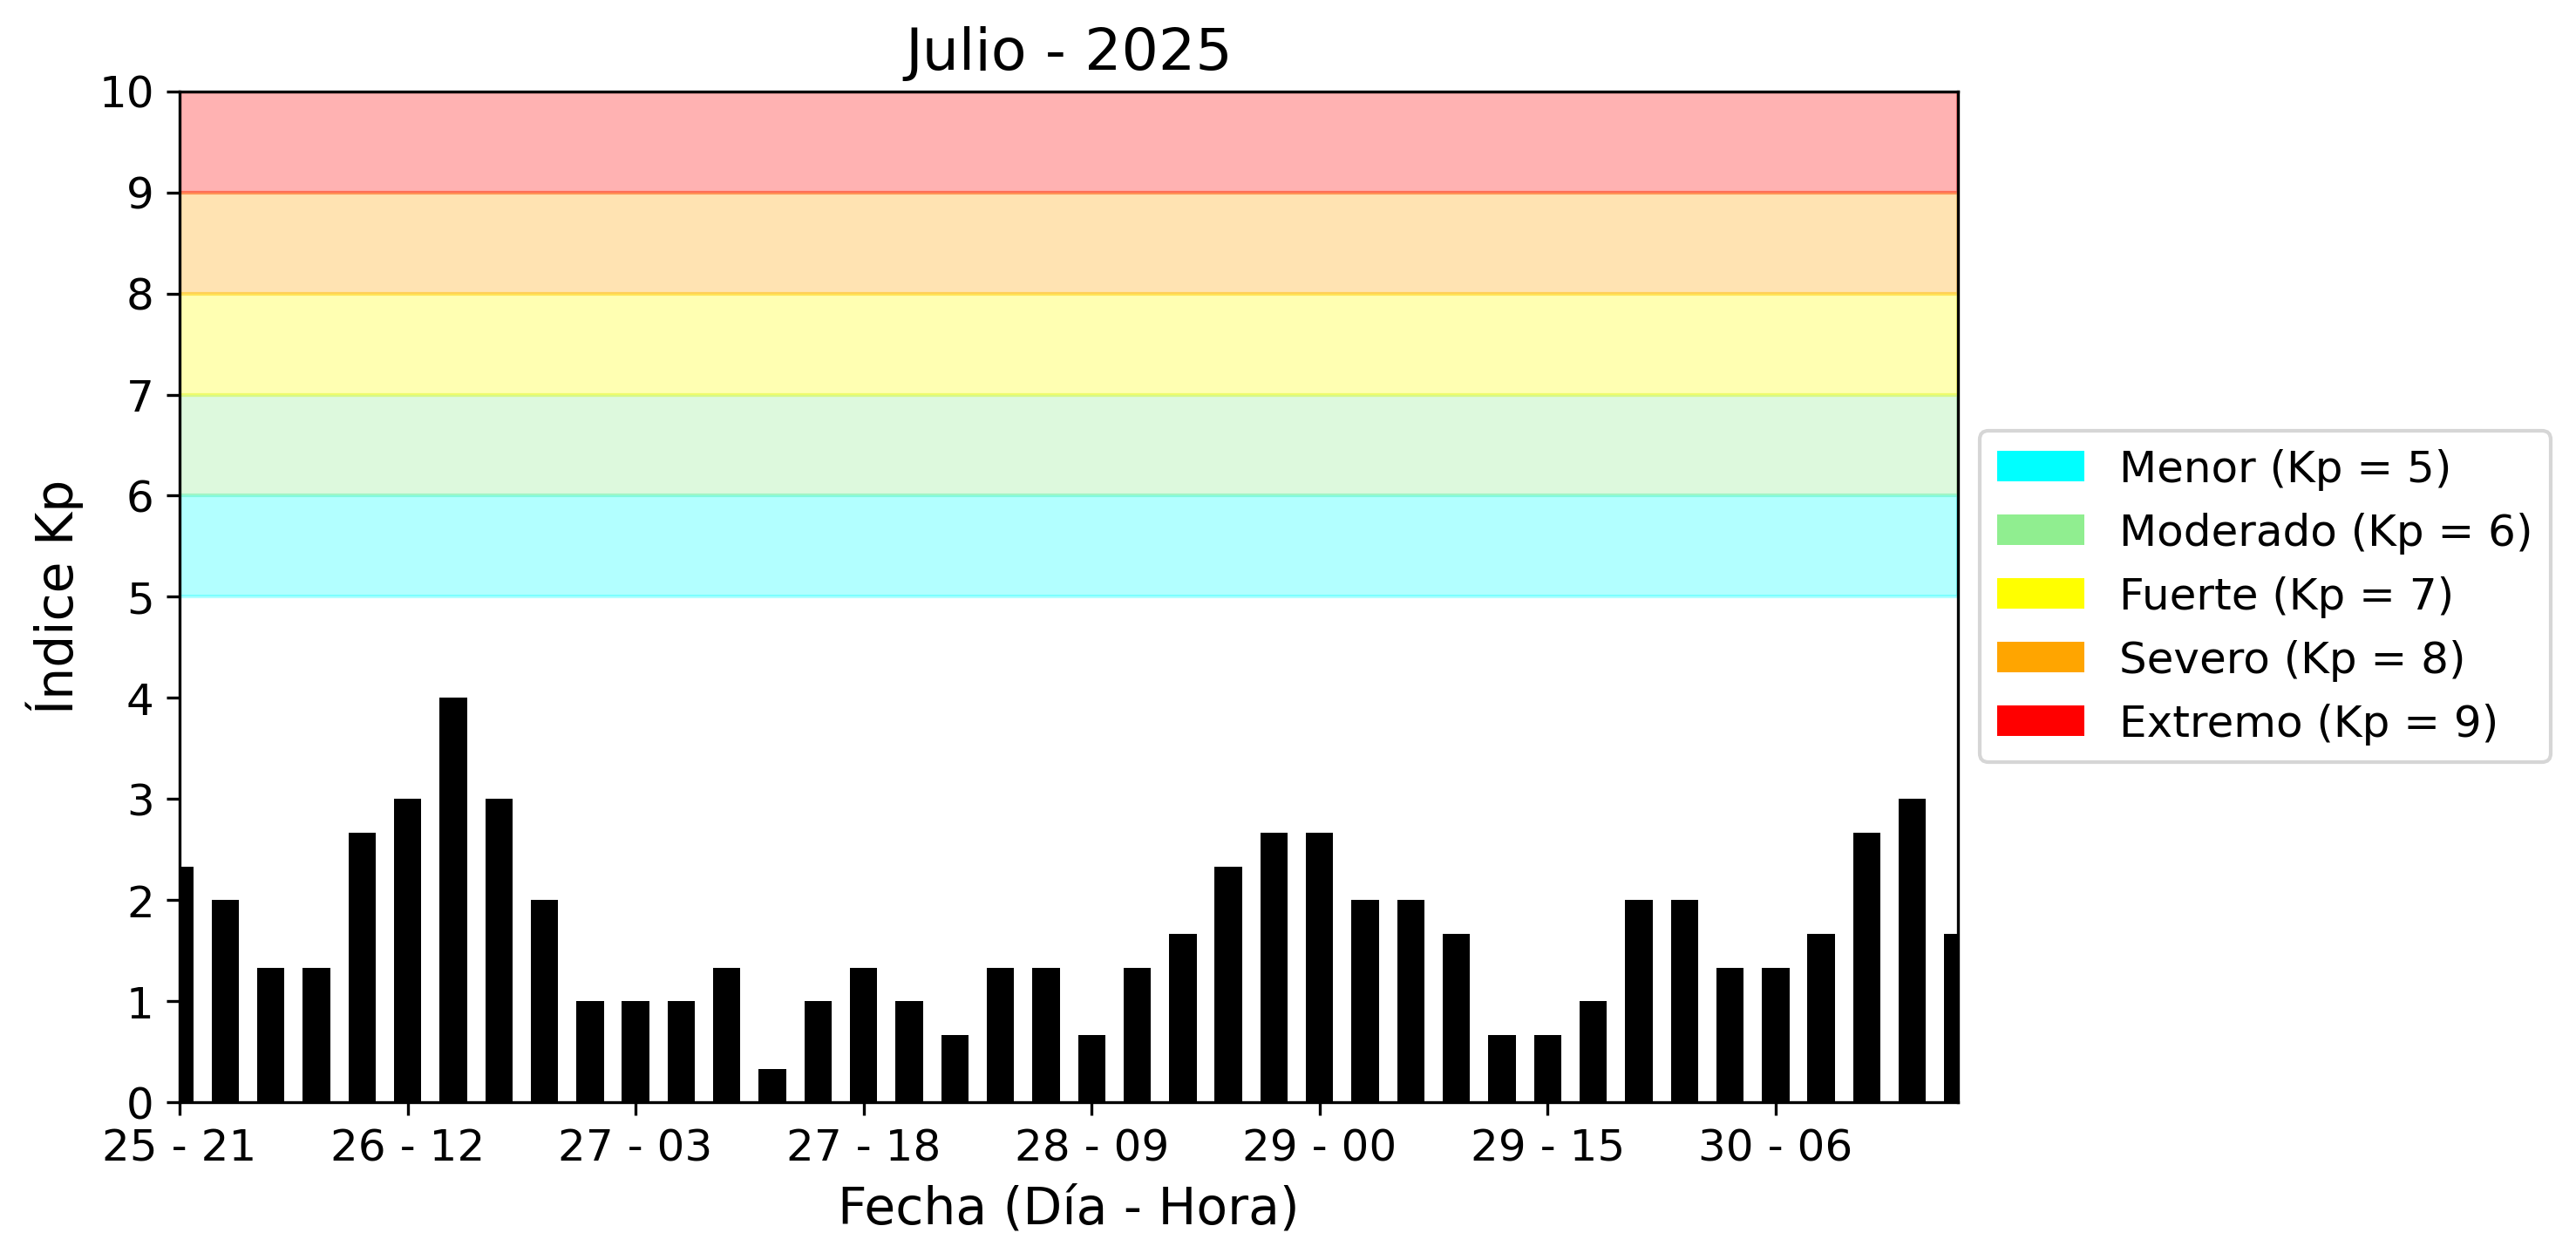 Julio - 2025
10
9
8
7
6
5
4
3
2
1
0
Índice Kp
25 - 21
26 - 12
27 - 03
27 - 18
28 - 09
29 - 00
29 - 15
30 - 06
Fecha (Día - Hora)
Menor (Kp = 5)
Moderado (Kp = 6)
Fuerte (Kp = 7)
Severo (Kp = 8)
Extremo (Kp = 9)